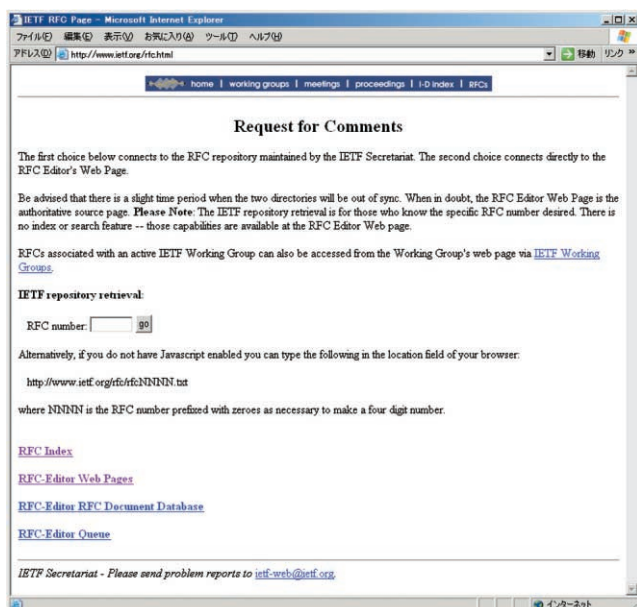 IETF RFC Page - Microsoft Internet Explorer
ファイル(F) 編集(E) 表示(V) お気に入り(A) ツール(T) ヘルプ(H)
アドレス(D) http://www.ietf.org/rfc.html 移動 リンク »
home | working groups | meetings | proceedings | I-D Index | RFCs
Request for Comments
The first choice below connects to the RFC repository maintained by the IETF Secretariat. The second choice connects directly to the
RFC Editor's Web Page.
Be advised that there is a slight time period when the two directories will be out of sync. When in doubt, the RFC Editor Web Page is the
authoritative source page. Please Note: The IETF repository retrieval is for those who know the specific RFC number desired. There is
no index or search feature -- those capabilities are available at the RFC Editor Web page.
RFCs associated with an active IETF Working Group can also be accessed from the Working Group's web page via IETF Working
Groups.
IETF repository retrieval:
RFC number: go
Alternatively, if you do not have Javascript enabled you can type the following in the location field of your browser:
http://www.ietf.org/rfc/rfcNNNN.txt
where NNNN is the RFC number prefixed with zeroes as necessary to make a four digit number.
RFC Index
RFC-Editor Web Pages
RFC-Editor RFC Document Database
RFC-Editor Queue
IETF Secretariat - Please send problem reports to ietf-web@ietf.org.
インターネット